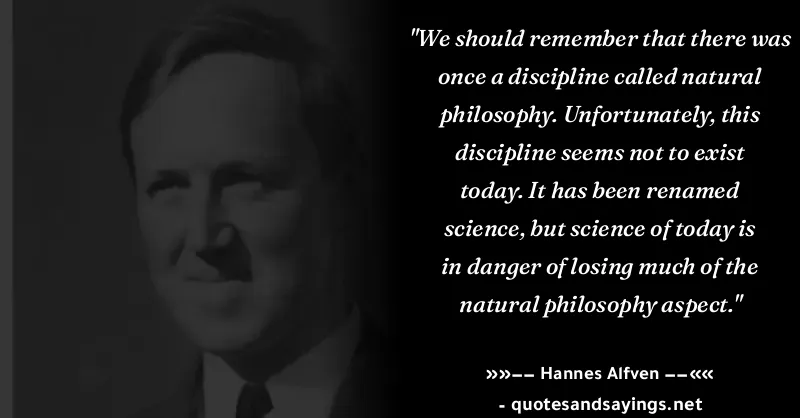 "We should remember that there was
once a discipline called natural
philosophy. Unfortunately, this
discipline seems not to exist
today. It has been renamed
science, but science of today is
in danger of losing much of the
natural philosophy aspect."
»»−− Hannes Alfven −−««
- quotesandsayings.net